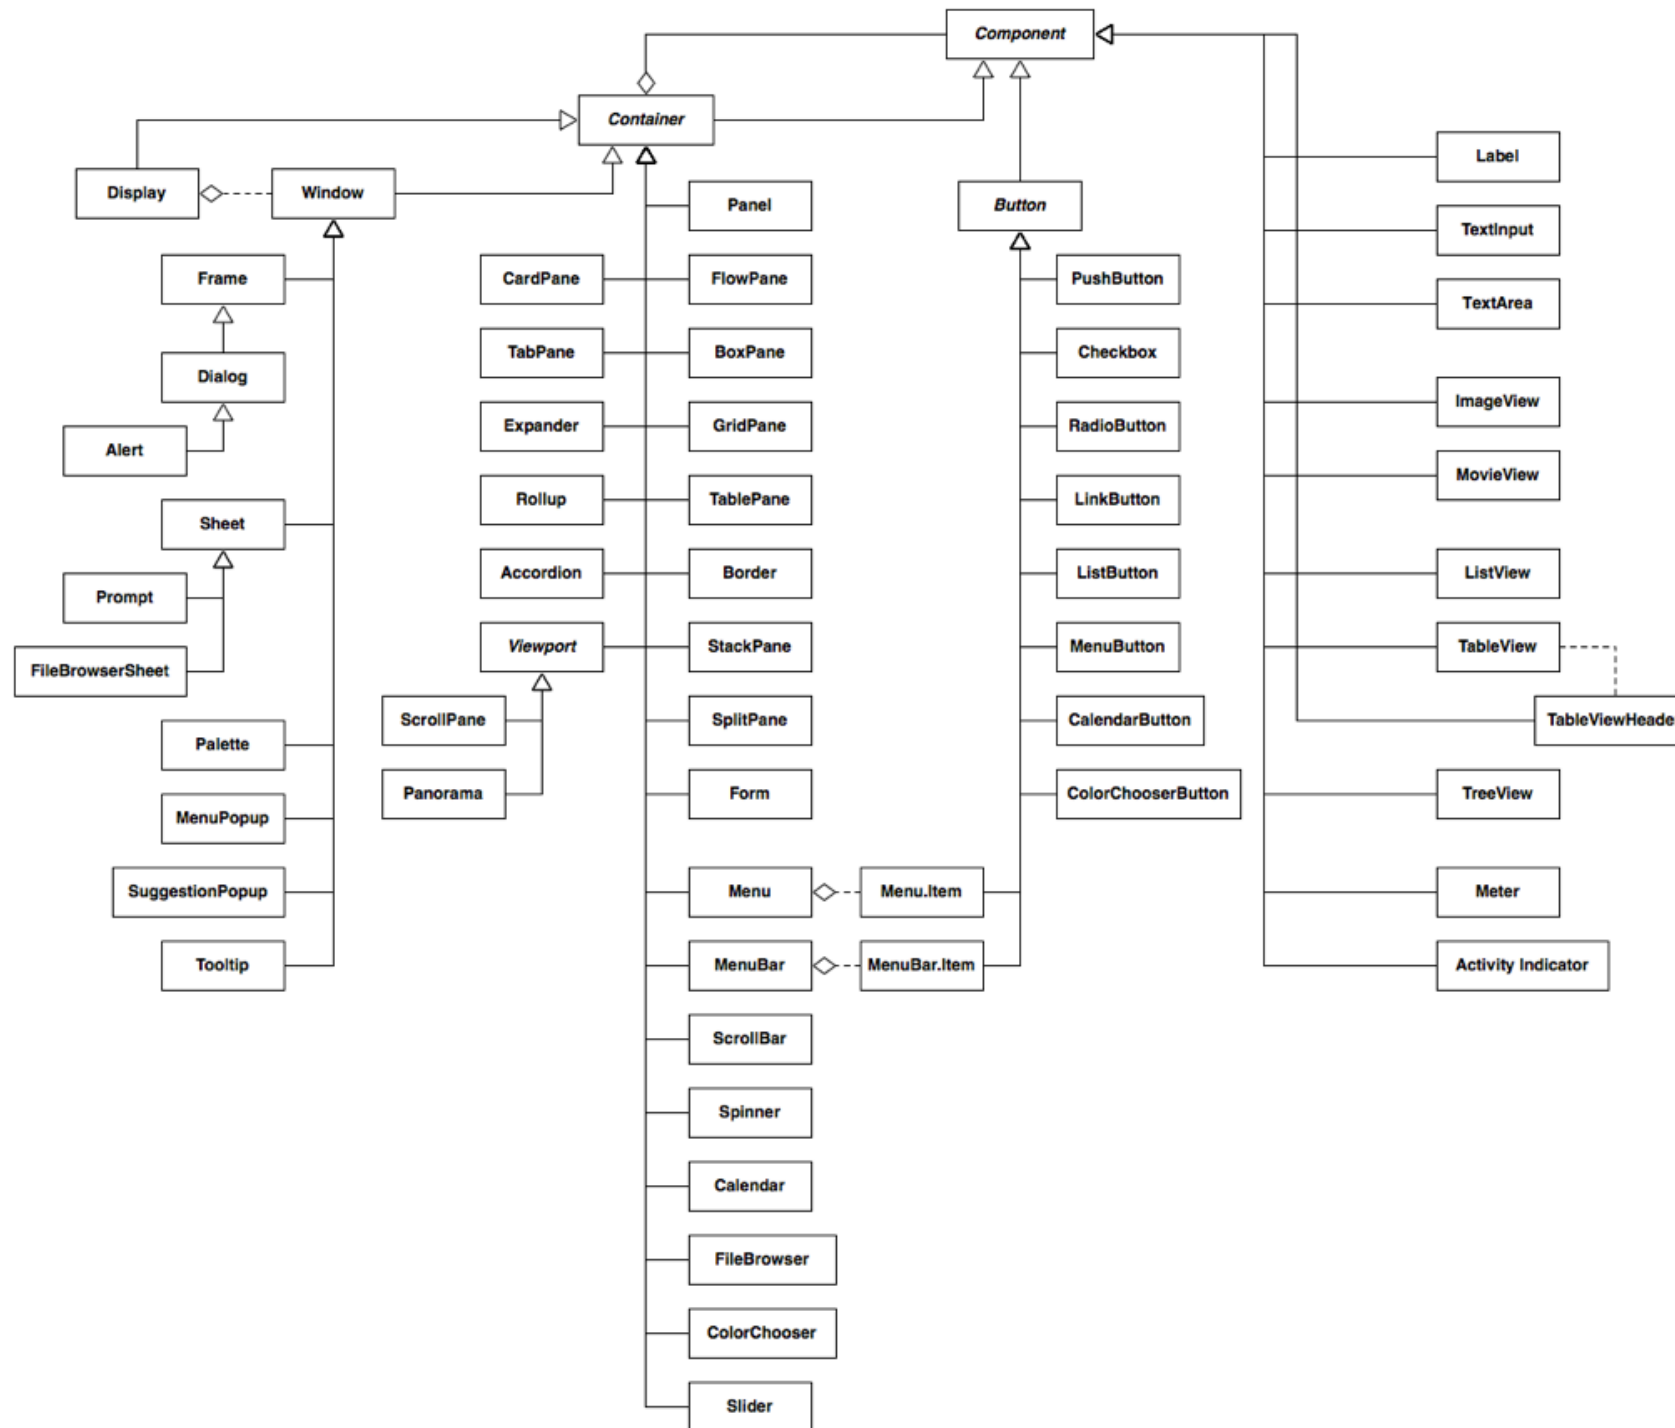 Component
Container
Display
Window
Label
Panel
Button
TextInput
Frame
CardPane
FlowPane
PushButton
TextArea
Dialog
TabPane
BoxPane
Checkbox
ImageView
Alert
Expander
GridPane
RadioButton
MovieView
Sheet
Rollup
TablePane
LinkButton
Prompt
Accordion
Border
ListButton
ListView
FileBrowserSheet
Viewport
StackPane
MenuButton
TableView
Palette
ScrollPane
SplitPane
CalendarButton
TableViewHeade
MenuPopup
Panorama
Form
ColorChooserButton
TreeView
SuggestionPopup
Menu
Menu.Item
Meter
Tooltip
MenuBar
MenuBar.Item
Activity Indicator
ScrollBar
Spinner
Calendar
FileBrowser
ColorChooser
Slider